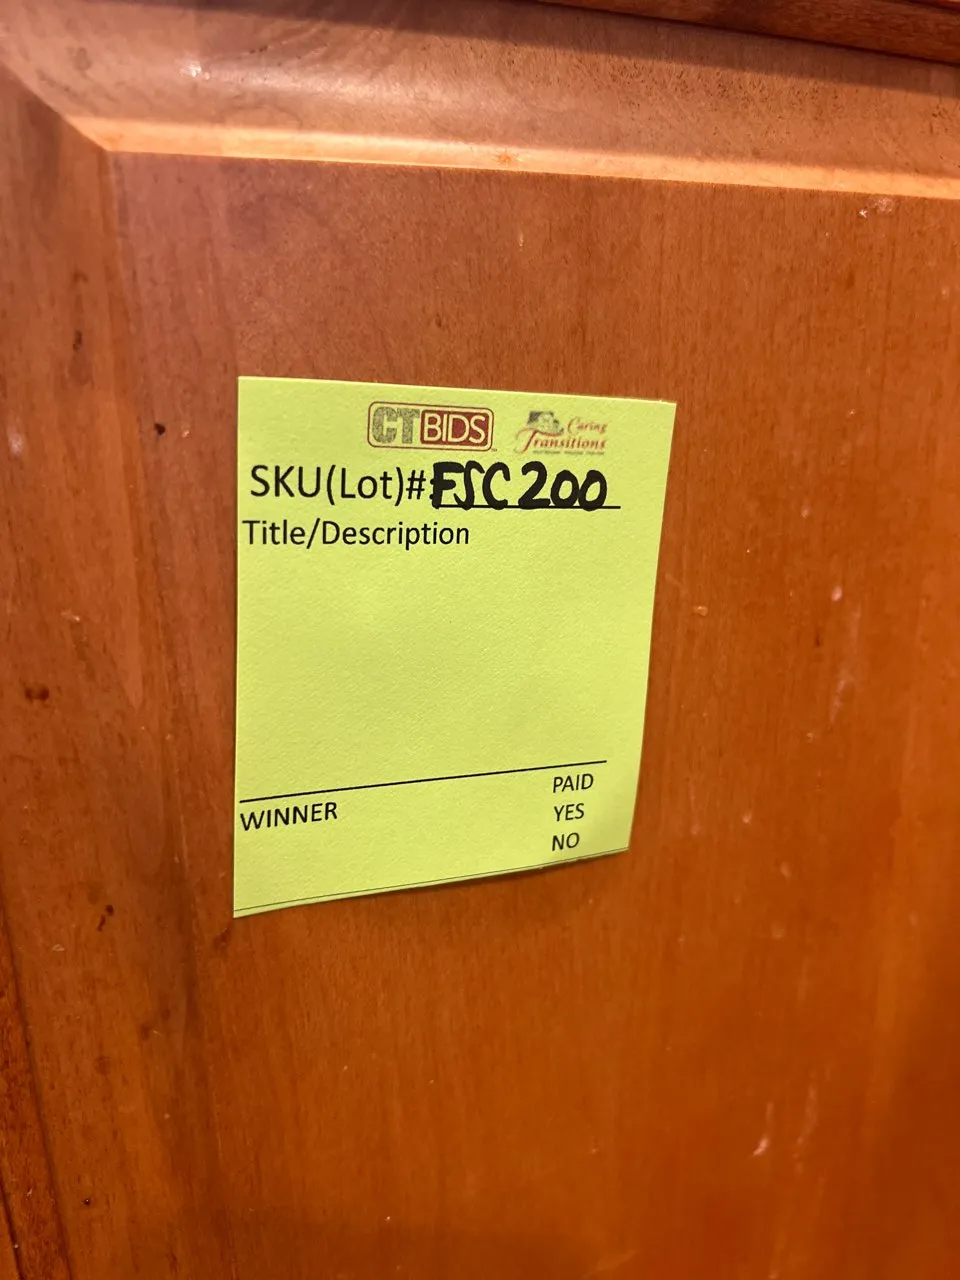 CTBIDS
Caring
Transitions
SKU(Lot)#FSC200
Title/Description
PAID
WINNER
YES
NO